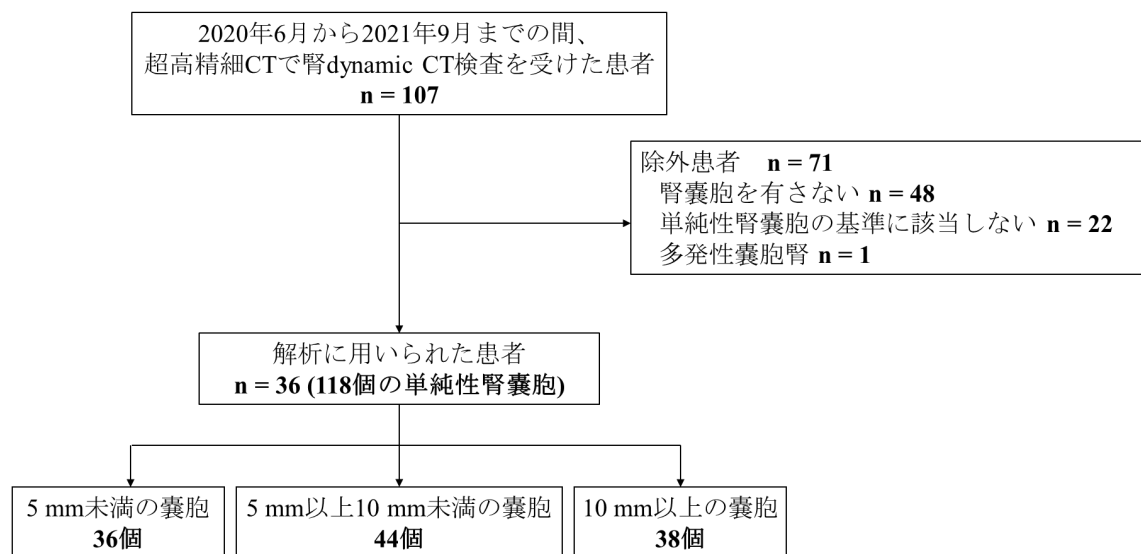 2020年6月から2021年9月までの間、
超高精細CTで腎dynamic CT検査を受けた患者
n = 107
除外患者 n = 71
腎嚢胞を有さない n = 48
単純性腎嚢胞の基準に該当しない n = 22
多発性嚢胞腎 n = 1
解析に用いられた患者
n = 36 (118個の単純性腎嚢胞)
5 mm未満の嚢胞
36個
5 mm以上10 mm未満の嚢胞
44個
10 mm以上の嚢胞
38個